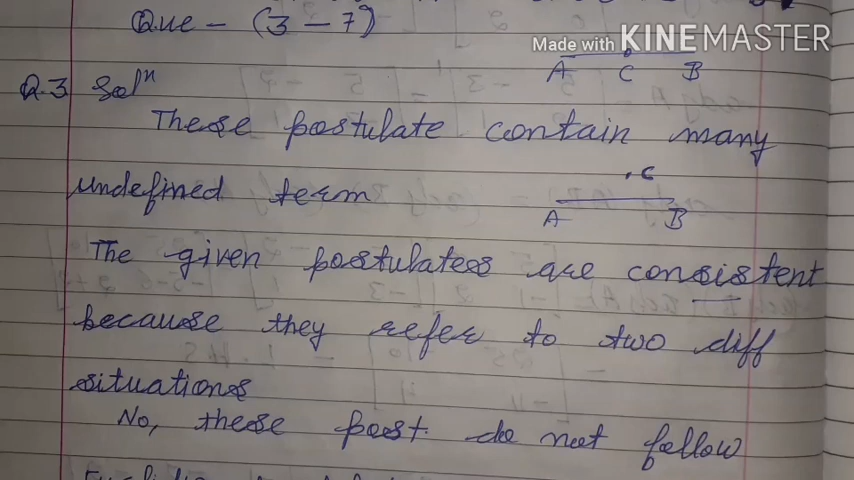 Que - (3 - 7)
Made with KINEMASTER
A C B
Q.3 Solⁿ
These postulate contain many
.C
undefined term
A B
The given postulates are consistent
because they refer to two diff
situations
No, these post. do not follow